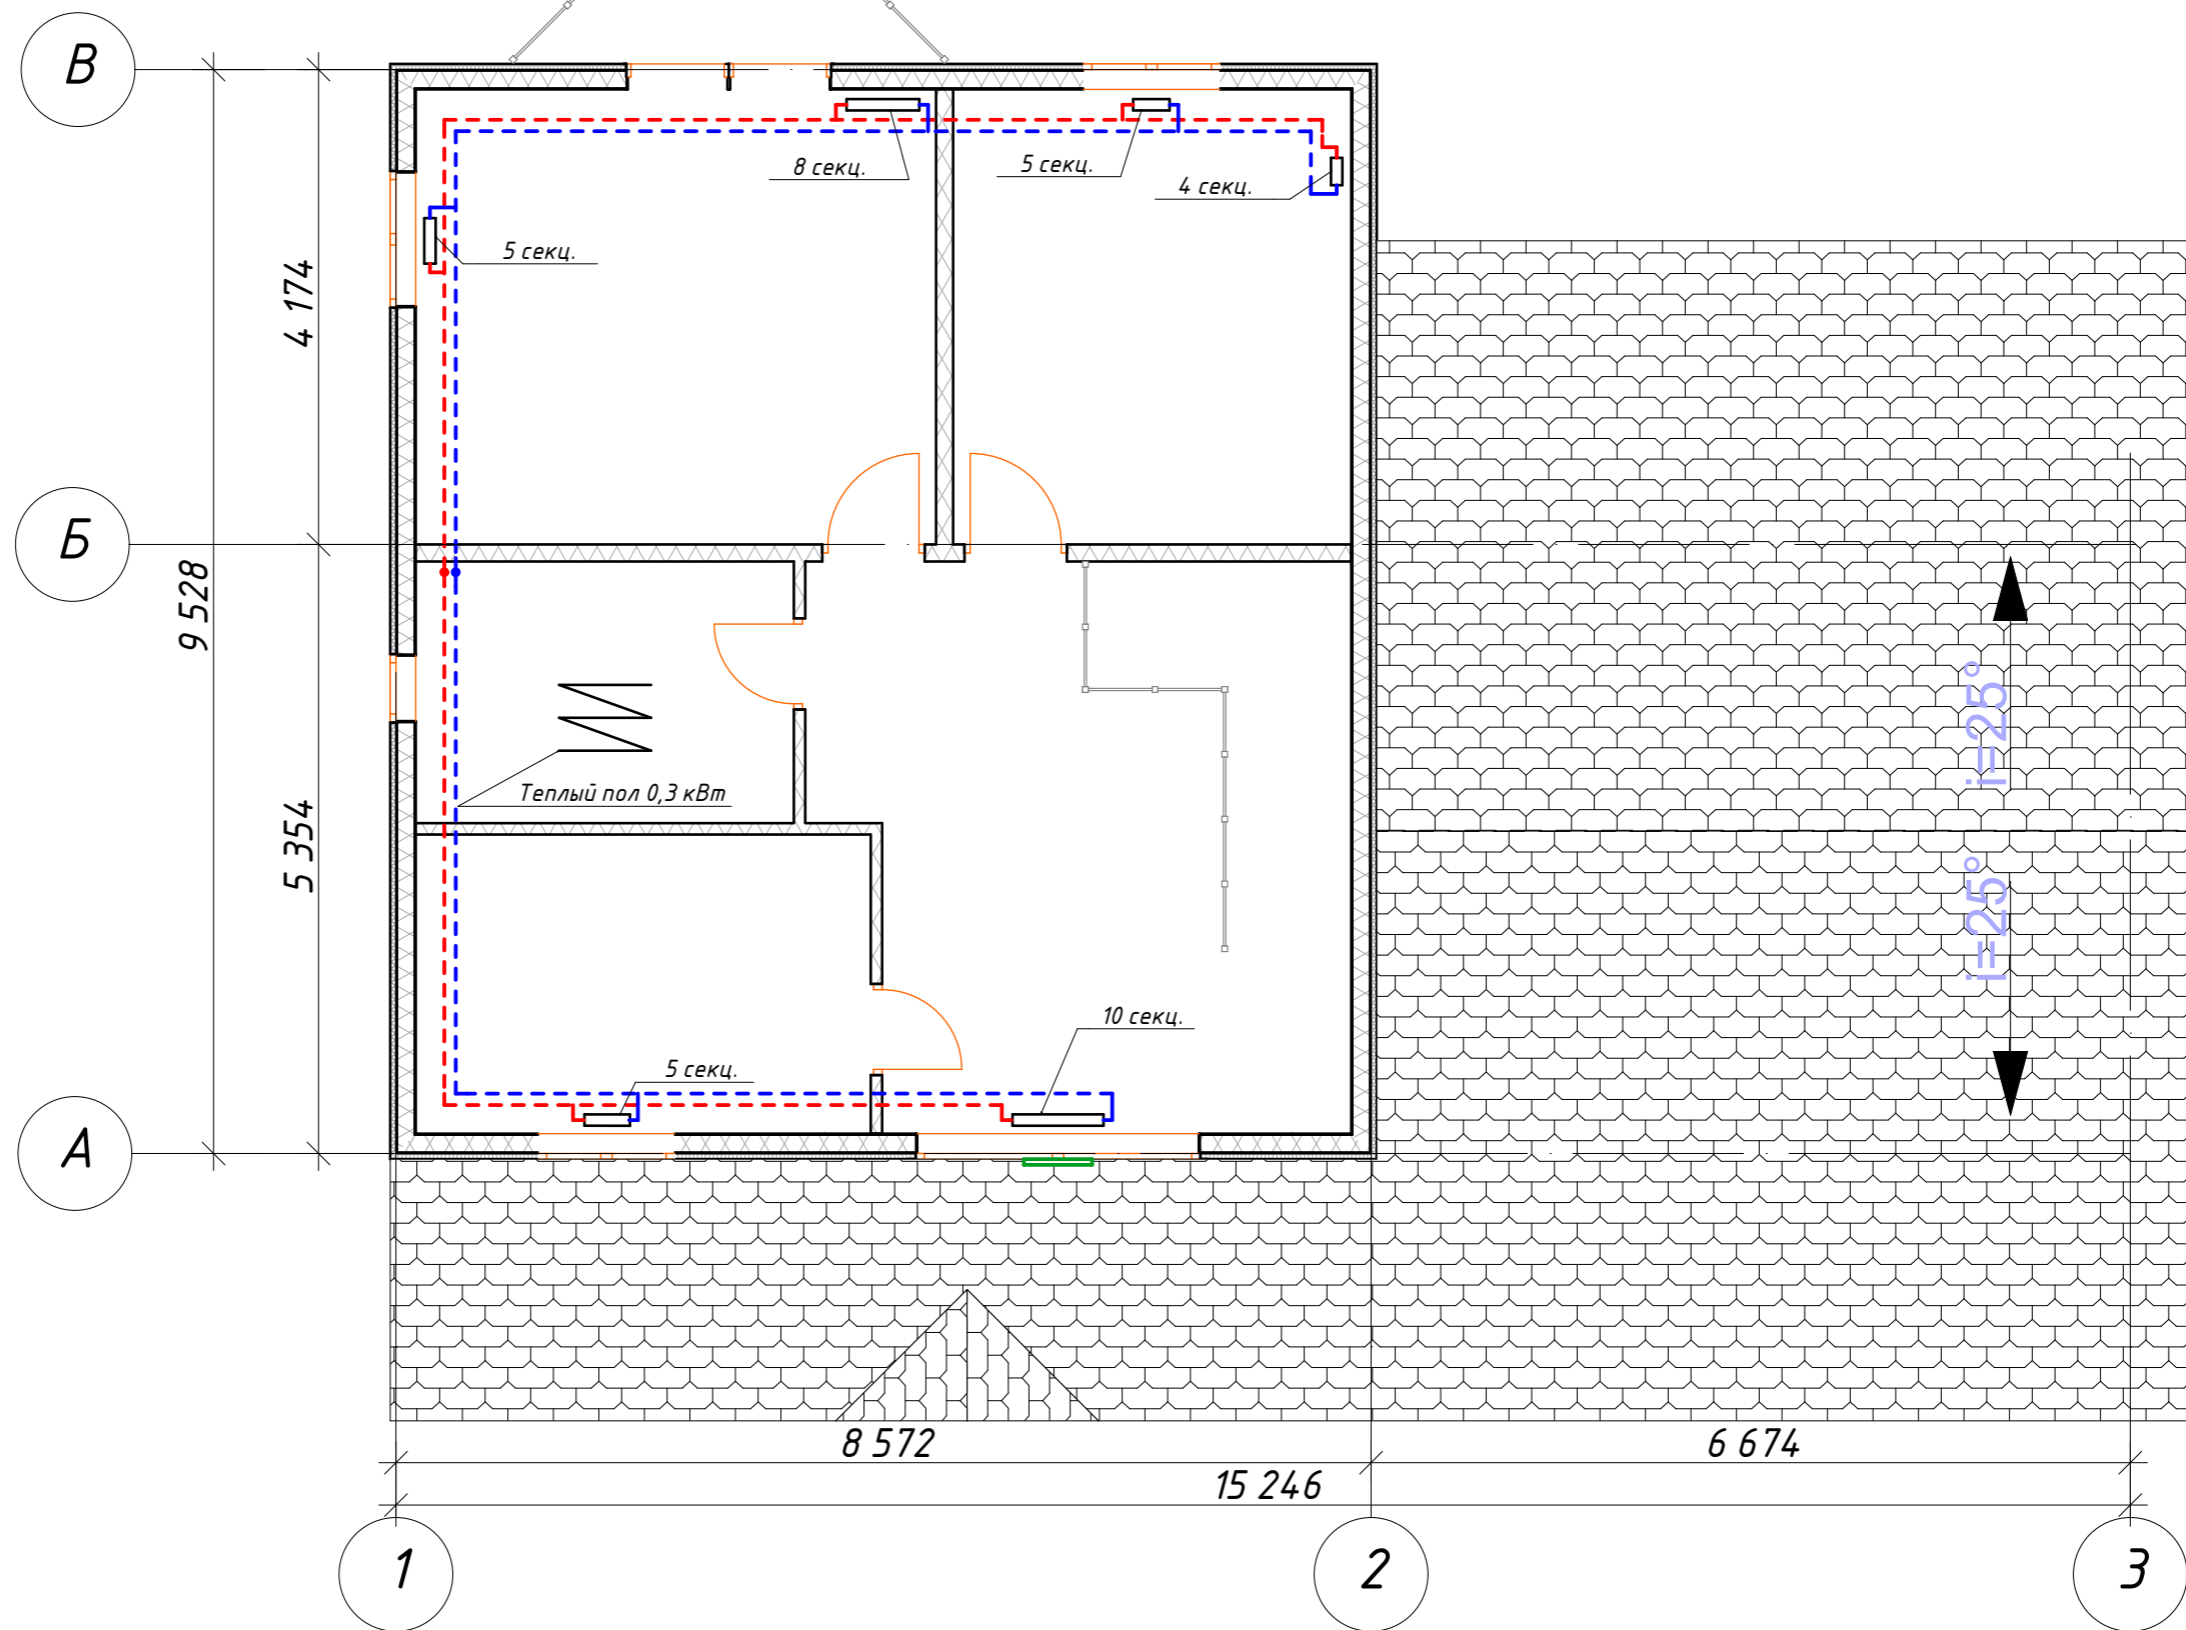 В
8 секц.
5 секц.
4 секц.
5 секц.
4 174
Б
9 528
i=25°
Теплый пол 0,3 кВт
5 354
i=25°
10 секц.
5 секц.
А
8 572
6 674
15 246
1
2
3